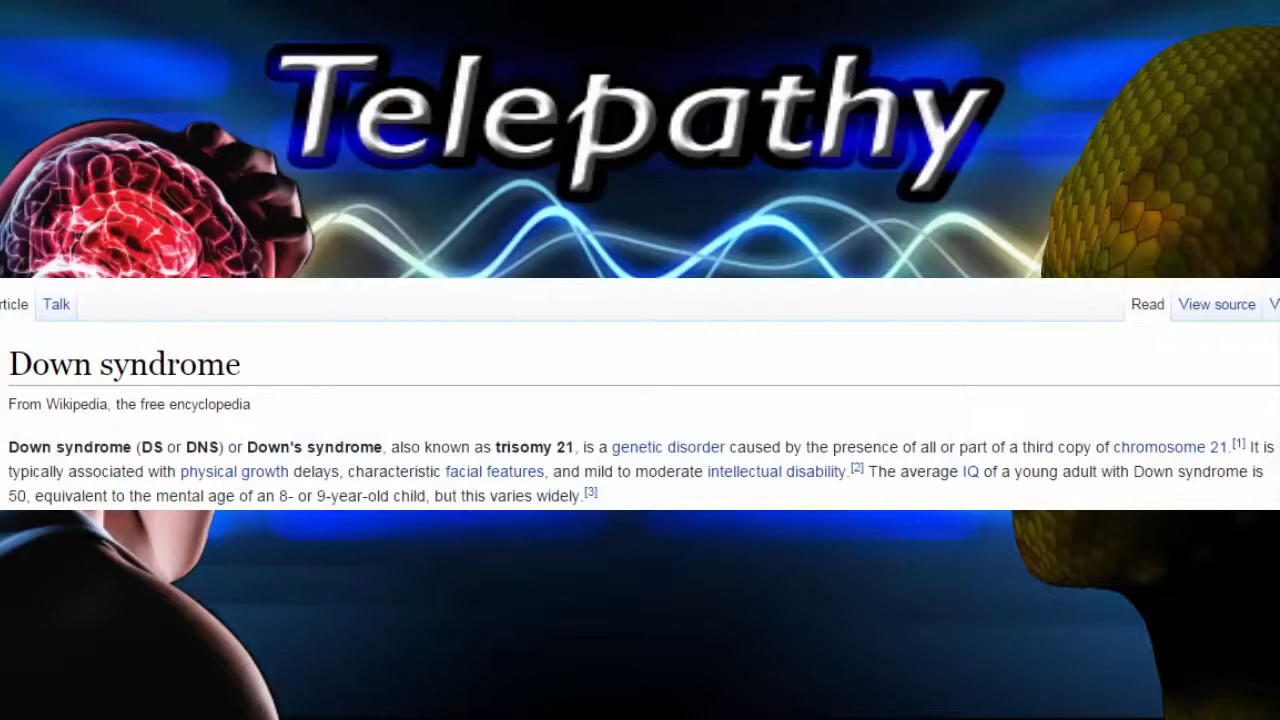 Telepathy
rticle Talk Read View source V
Down syndrome
From Wikipedia, the free encyclopedia
Down syndrome (DS or DNS) or Down's syndrome, also known as trisomy 21, is a genetic disorder caused by the presence of all or part of a third copy of chromosome 21.[1] It is
typically associated with physical growth delays, characteristic facial features, and mild to moderate intellectual disability.[2] The average IQ of a young adult with Down syndrome is
50, equivalent to the mental age of an 8- or 9-year-old child, but this varies widely.[3]